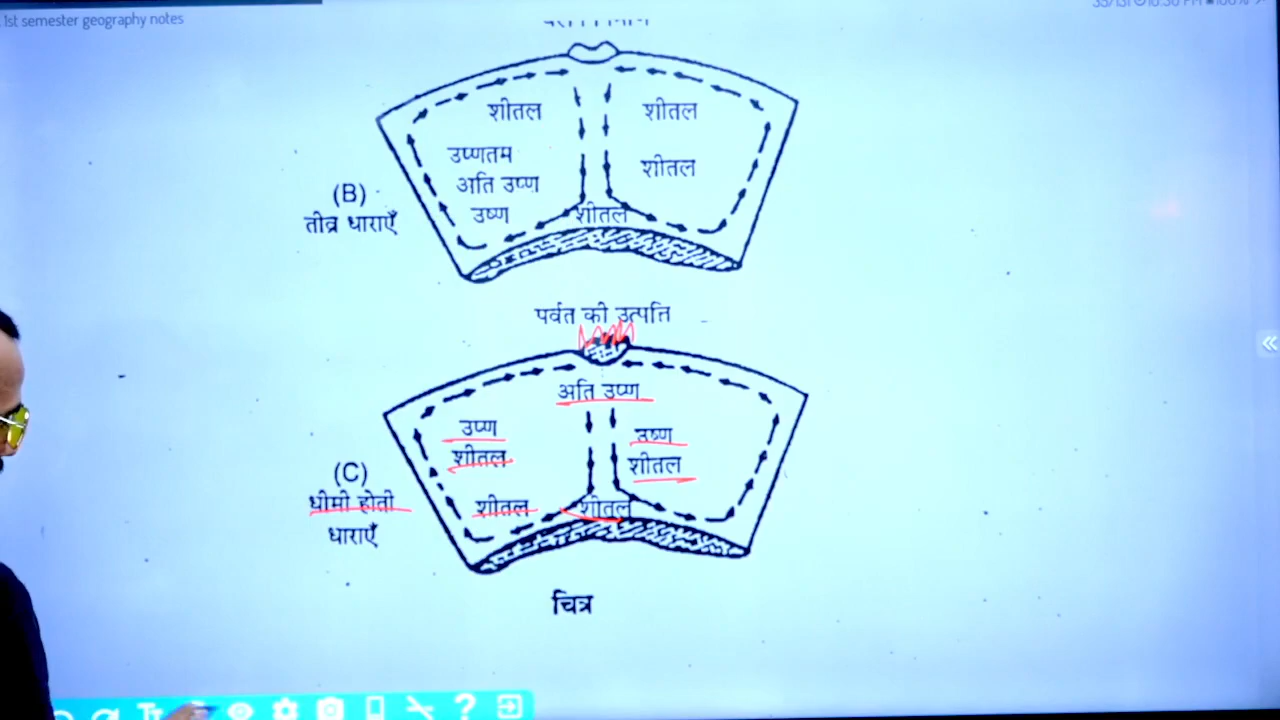 1st semester geography notes
शीतल शीतल
उष्णतम
अति उष्ण शीतल
(B)
तीव्र धाराएँ
उष्ण शीतल
पर्वत की उत्पत्ति
अति उष्ण
उष्ण उष्ण
शीतल शीतल
(C)
धीमी होती
धाराएँ
शीतल शीतल
चित्र